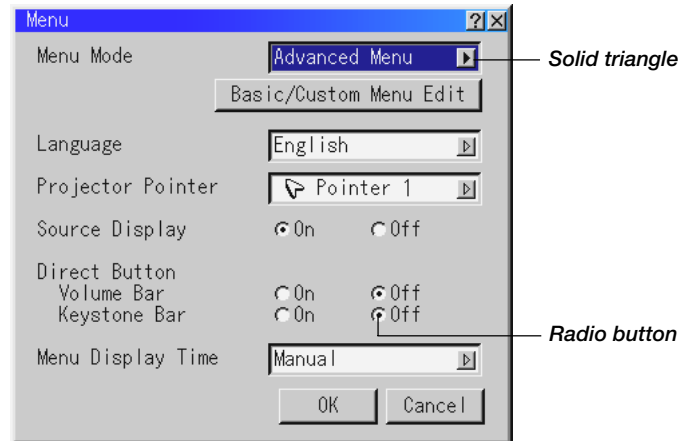 Menu
Menu Mode Advanced Menu
Solid triangle
Basic/Custom Menu Edit
Language English
Projector Pointer Pointer 1
Source Display On Off
Direct Button
Volume Bar On Off
Keystone Bar On Off
Radio button
Menu Display Time Manual
OK Cancel